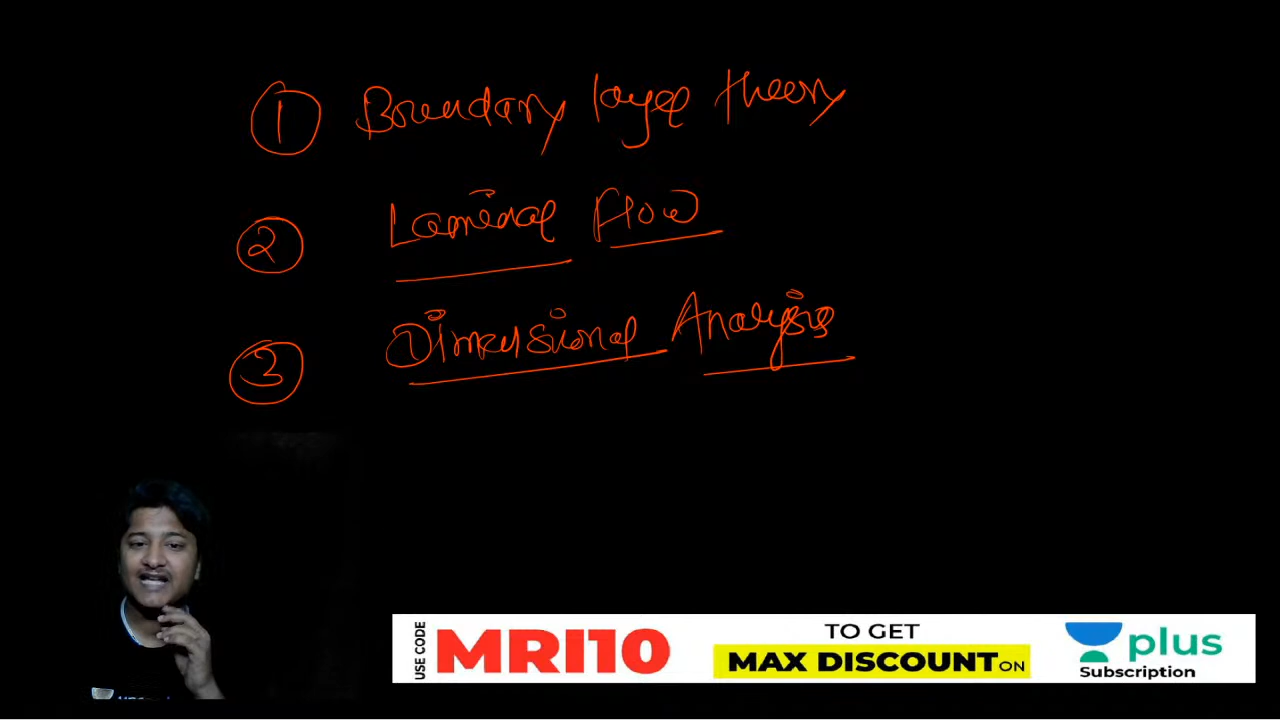 1 Boundary layer theory
2 Laminar flow
3 Dimensional Analysis
USE CODE
MRI10
TO GET
MAX DISCOUNT ON
plus
Subscription